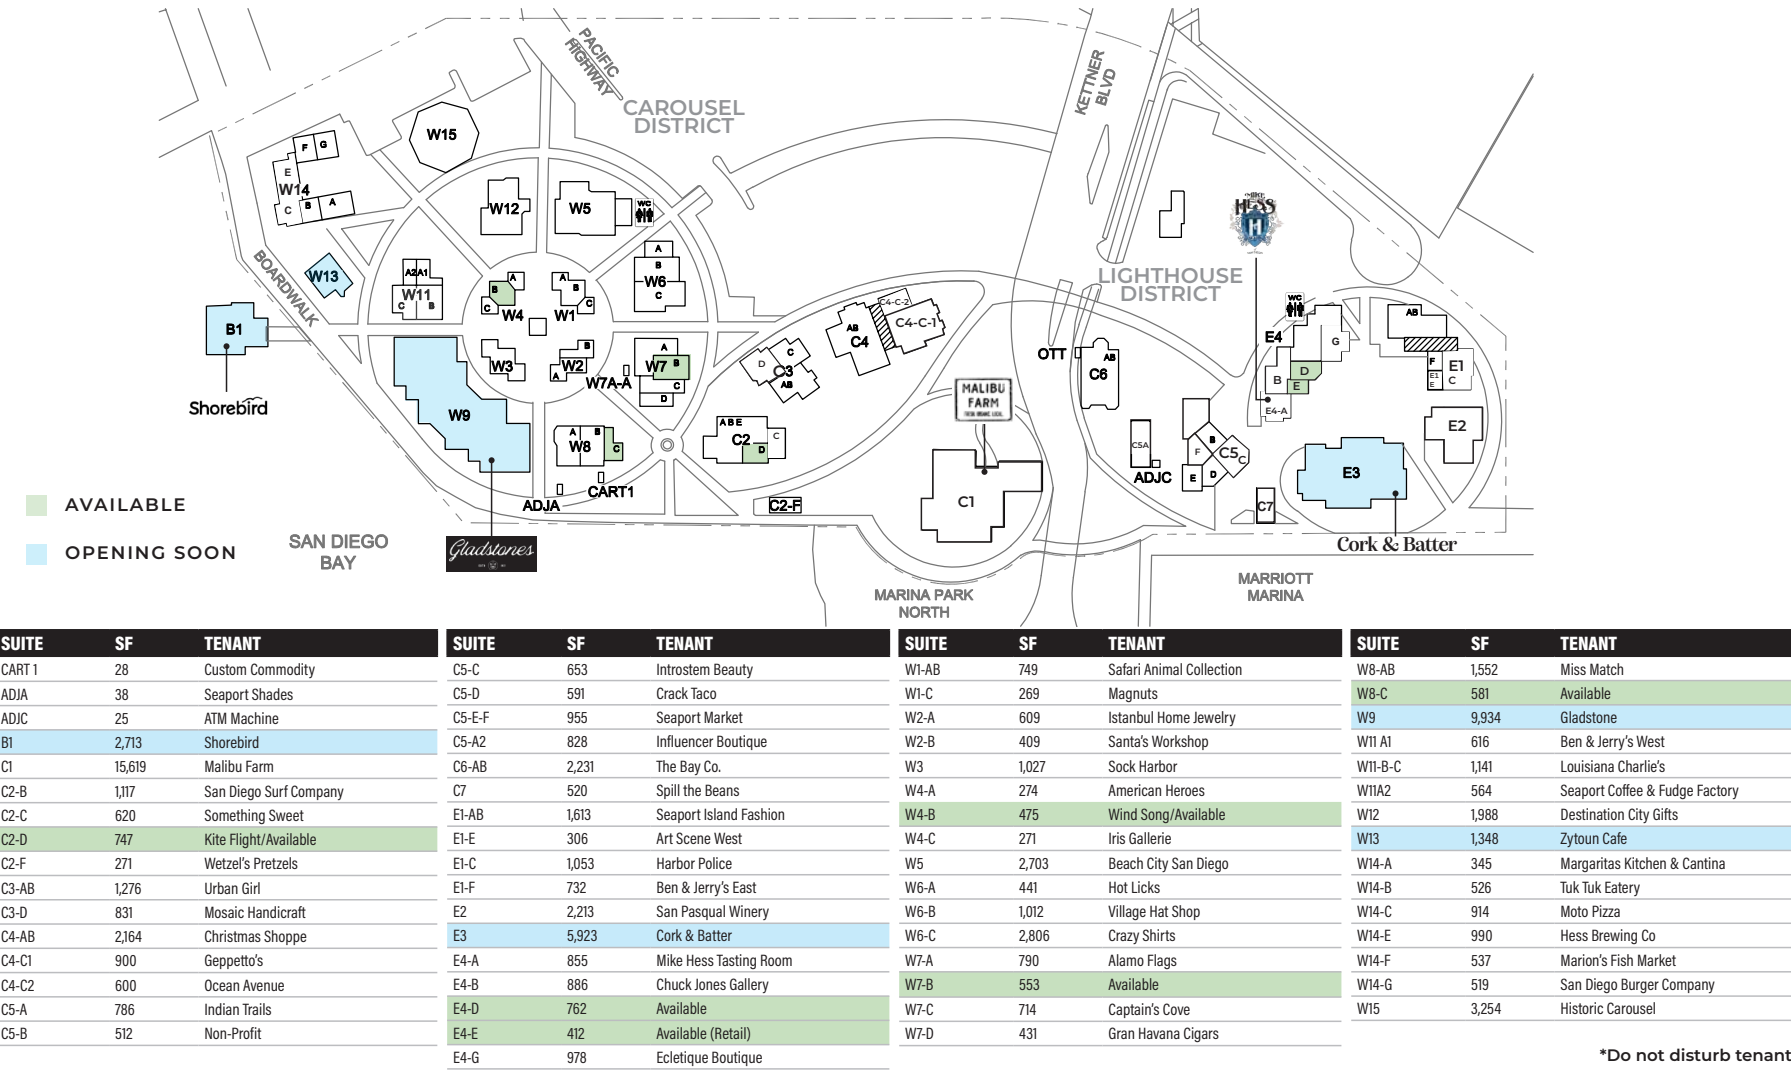 PACIFIC
HIGHWAY
CAROUSEL
DISTRICT
KETTNER
BLVD
W15
F G
E
W14
C B A
W12
W5
WC
MIKE
HESS
H
BOARDWALK
W13
A2 A1
W11
C B
A
B
W4
C
A
B
W1
C
A
B
W6
C
LIGHTHOUSE
DISTRICT
B1
Shorebird
W3
B
W2
A
W7A-A
A
W7 B
C
D
D C
C3
AB
C4-C-2
AB
C4
C4-C-1
OTT
AB
C6
WC
E4
G
D
B
E
E4-A
AB
F
E1
E1
E
C
E2
MALIBU
FARM
W9
A B
W8
C
A B E
C2
C
D
C1
C5A
ADJC
B
F
C5
C
E D
E3
C7
CART1
ADJA
C2-F
AVAILABLE
OPENING SOON
SAN DIEGO
BAY
Gladstones
Cork & Batter
MARINA PARK
NORTH
MARRIOTT
MARINA
SUITE SF TENANT
CART 1 28 Custom Commodity
ADJA 38 Seaport Shades
ADJC 25 ATM Machine
B1 2,713 Shorebird
C1 15,619 Malibu Farm
C2-B 1,117 San Diego Surf Company
C2-C 620 Something Sweet
C2-D 747 Kite Flight/Available
C2-F 271 Wetzel's Pretzels
C3-AB 1,276 Urban Girl
C3-D 831 Mosaic Handicraft
C4-AB 2,164 Christmas Shoppe
C4-C1 900 Geppetto's
C4-C2 600 Ocean Avenue
C5-A 786 Indian Trails
C5-B 512 Non-Profit
SUITE SF TENANT
C5-C 653 Introstem Beauty
C5-D 591 Crack Taco
C5-E-F 955 Seaport Market
C5-A2 828 Influencer Boutique
C6-AB 2,231 The Bay Co.
C7 520 Spill the Beans
E1-AB 1,613 Seaport Island Fashion
E1-E 306 Art Scene West
E1-C 1,053 Harbor Police
E1-F 732 Ben & Jerry's East
E2 2,213 San Pasqual Winery
E3 5,923 Cork & Batter
E4-A 855 Mike Hess Tasting Room
E4-B 886 Chuck Jones Gallery
E4-D 762 Available
E4-E 412 Available (Retail)
E4-G 978 Ecletique Boutique
SUITE SF TENANT
W1-AB 749 Safari Animal Collection
W1-C 269 Magnuts
W2-A 609 Istanbul Home Jewelry
W2-B 409 Santa's Workshop
W3 1,027 Sock Harbor
W4-A 274 American Heroes
W4-B 475 Wind Song/Available
W4-C 271 Iris Gallerie
W5 2,703 Beach City San Diego
W6-A 441 Hot Licks
W6-B 1,012 Village Hat Shop
W6-C 2,806 Crazy Shirts
W7-A 790 Alamo Flags
W7-B 553 Available
W7-C 714 Captain's Cove
W7-D 431 Gran Havana Cigars
SUITE SF TENANT
W8-AB 1,552 Miss Match
W8-C 581 Available
W9 9,934 Gladstone
W11 A1 616 Ben & Jerry's West
W11-B-C 1,141 Louisiana Charlie's
W11A2 564 Seaport Coffee & Fudge Factory
W12 1,988 Destination City Gifts
W13 1,348 Zytoun Cafe
W14-A 345 Margaritas Kitchen & Cantina
W14-B 526 Tuk Tuk Eatery
W14-C 914 Moto Pizza
W14-E 990 Hess Brewing Co
W14-F 537 Marion's Fish Market
W14-G 519 San Diego Burger Company
W15 3,254 Historic Carousel
*Do not disturb tenant